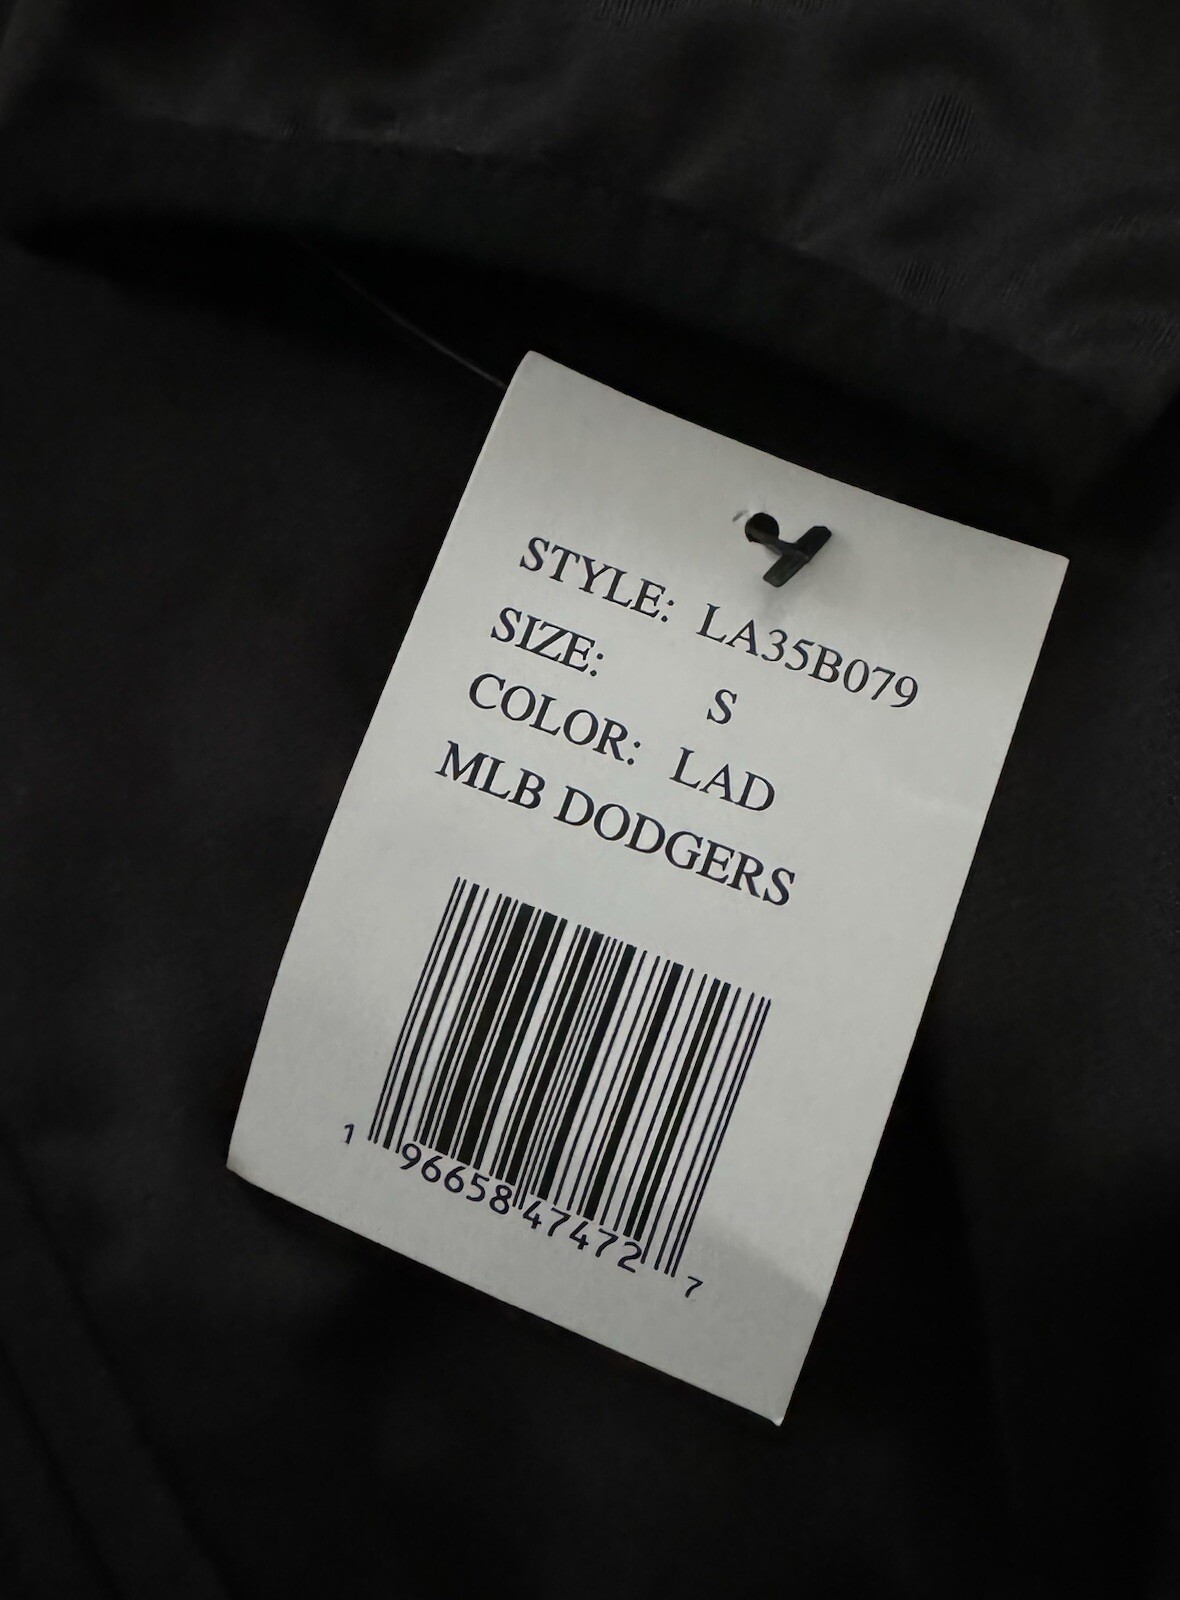 STYLE: LA35B079
SIZE: S
COLOR: LAD
MLB DODGERS
1 96658 47472 7